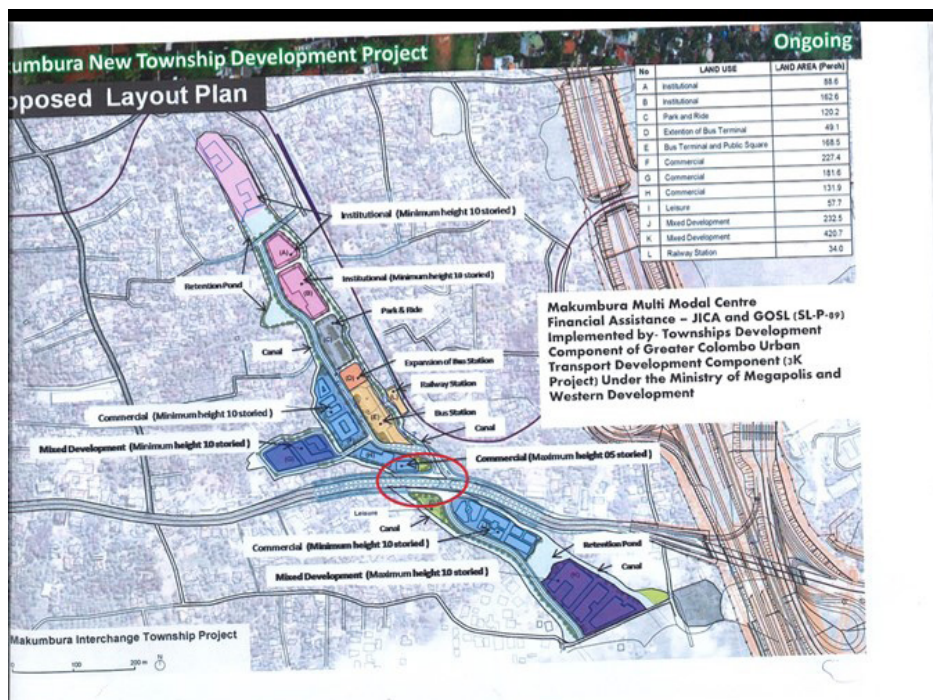 kumbura New Township Development Project
Ongoing
oposed Layout Plan
No LAND USE LAND AREA (Perch)
A Institutional 88.6
B Institutional 162.6
C Park and Ride 120.2
D Extention of Bus Terminal 49.1
E Bus Terminal and Public Square 168.5
F Commercial 227.4
G Commercial 181.6
H Commercial 131.9
I Leisure 57.7
J Mixed Development 232.5
K Mixed Development 420.7
L Railway Station 34.0
Institutional (Minimum height 10 storied )
(A)
Institutional (Minimum height 10 storied )
(B)
Retention Pond
Park & Ride
(C)
Canal
Expansion of Bus Station
(D)
Railway Station
Commercial (Minimum height 10 storied )
Bus Station
(E)
Canal
Mixed Development (Minimum height 10 storied )
Commercial (Maximum height 05 storied )
Leisure
Canal
Commercial (Minimum height 10 storied )
Retention Pond
Canal
Mixed Development (Maximum height 10 storied )
Makumbura Multi Modal Centre
Financial Assistance – JICA and GOSL (SL-P-89)
Implemented by- Townships Development
Component of Greater Colombo Urban
Transport Development Component (3K
Project) Under the Ministry of Megapolis and
Western Development
Makumbura Interchange Township Project
0 100 200 m
N